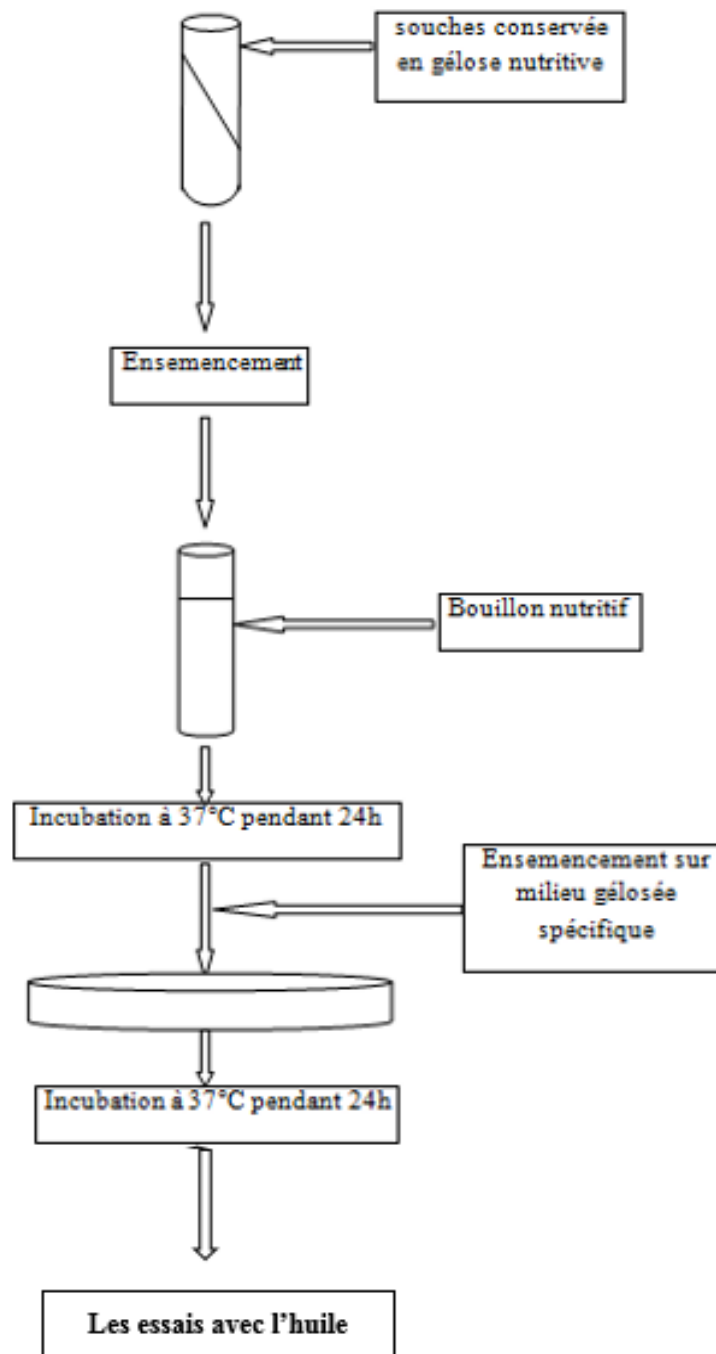 souches conservée
en gélose nutritive
Ensemencement
Bouillon nutritif
Incubation à 37°C pendant 24h
Ensemencement sur
milieu gélosée
spécifique
Incubation à 37°C pendant 24h
Les essais avec l'huile